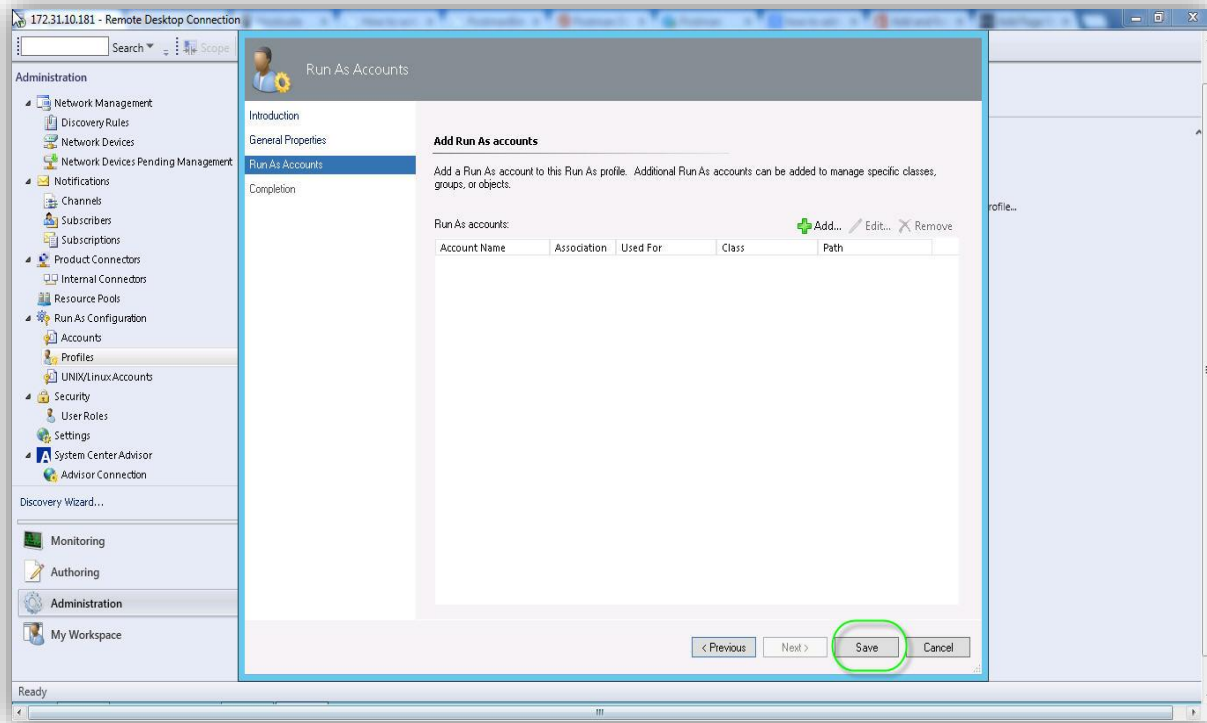 172.31.10.181 - Remote Desktop Connection
Search
Scope
Administration
Network Management
Discovery Rules
Network Devices
Network Devices Pending Management
Notifications
Channels
Subscribers
Subscriptions
Product Connectors
Internal Connectors
Resource Pools
Run As Configuration
Accounts
Profiles
UNIX/Linux Accounts
Security
User Roles
Settings
System Center Advisor
Advisor Connection
Discovery Wizard...
Monitoring
Authoring
Administration
My Workspace
Ready
Run As Accounts
Introduction
General Properties
Run As Accounts
Completion
Add Run As accounts
Add a Run As account to this Run As profile. Additional Run As accounts can be added to manage specific classes,
groups, or objects.
Run As accounts: Add... Edit... Remove
Account Name Association Used For Class Path
< Previous Next > Save Cancel
rofile...